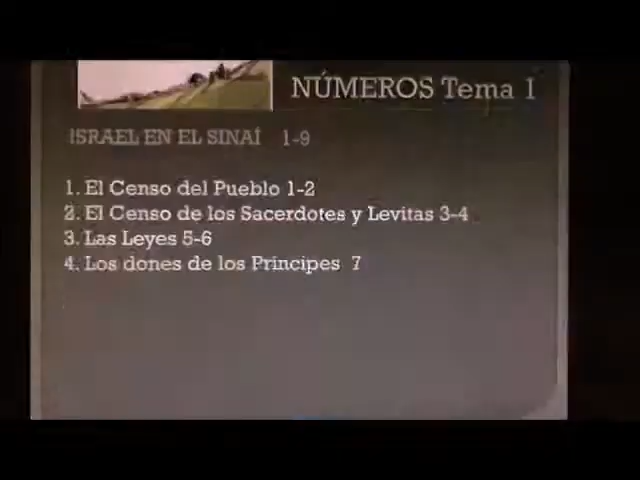 NÚMEROS Tema 1
ISRAEL EN EL SINAÍ 1-9
1. El Censo del Pueblo 1-2
2. El Censo de los Sacerdotes y Levitas 3-4
3. Las Leyes 5-6
4. Los dones de los Principes 7